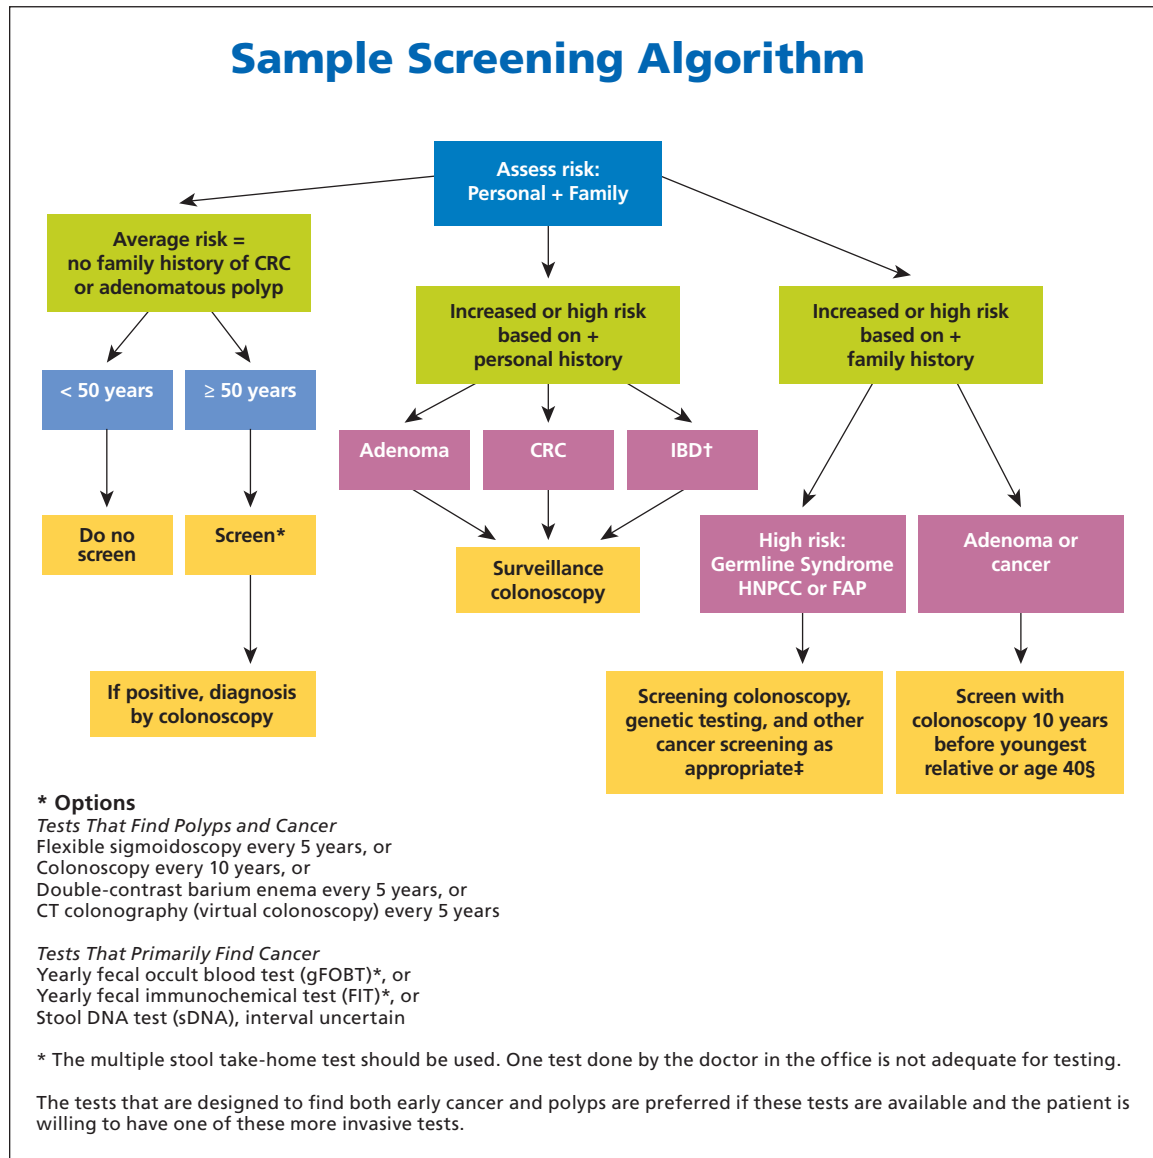 Sample Screening Algorithm
Assess risk:
Personal + Family
Average risk =
no family history of CRC
or adenomatous polyp
Increased or high risk
based on +
personal history
Increased or high risk
based on +
family history
< 50 years
≥ 50 years
Adenoma
CRC
IBD†
Do no
screen
Screen*
Surveillance
colonoscopy
High risk:
Germline Syndrome
HNPCC or FAP
Adenoma or
cancer
If positive, diagnosis
by colonoscopy
Screening colonoscopy,
genetic testing, and other
cancer screening as
appropriate‡
Screen with
colonoscopy 10 years
before youngest
relative or age 40§
* Options
Tests That Find Polyps and Cancer
Flexible sigmoidoscopy every 5 years, or
Colonoscopy every 10 years, or
Double-contrast barium enema every 5 years, or
CT colonography (virtual colonoscopy) every 5 years
Tests That Primarily Find Cancer
Yearly fecal occult blood test (gFOBT)*, or
Yearly fecal immunochemical test (FIT)*, or
Stool DNA test (sDNA), interval uncertain
* The multiple stool take-home test should be used. One test done by the doctor in the office is not adequate for testing.
The tests that are designed to find both early cancer and polyps are preferred if these tests are available and the patient is
willing to have one of these more invasive tests.